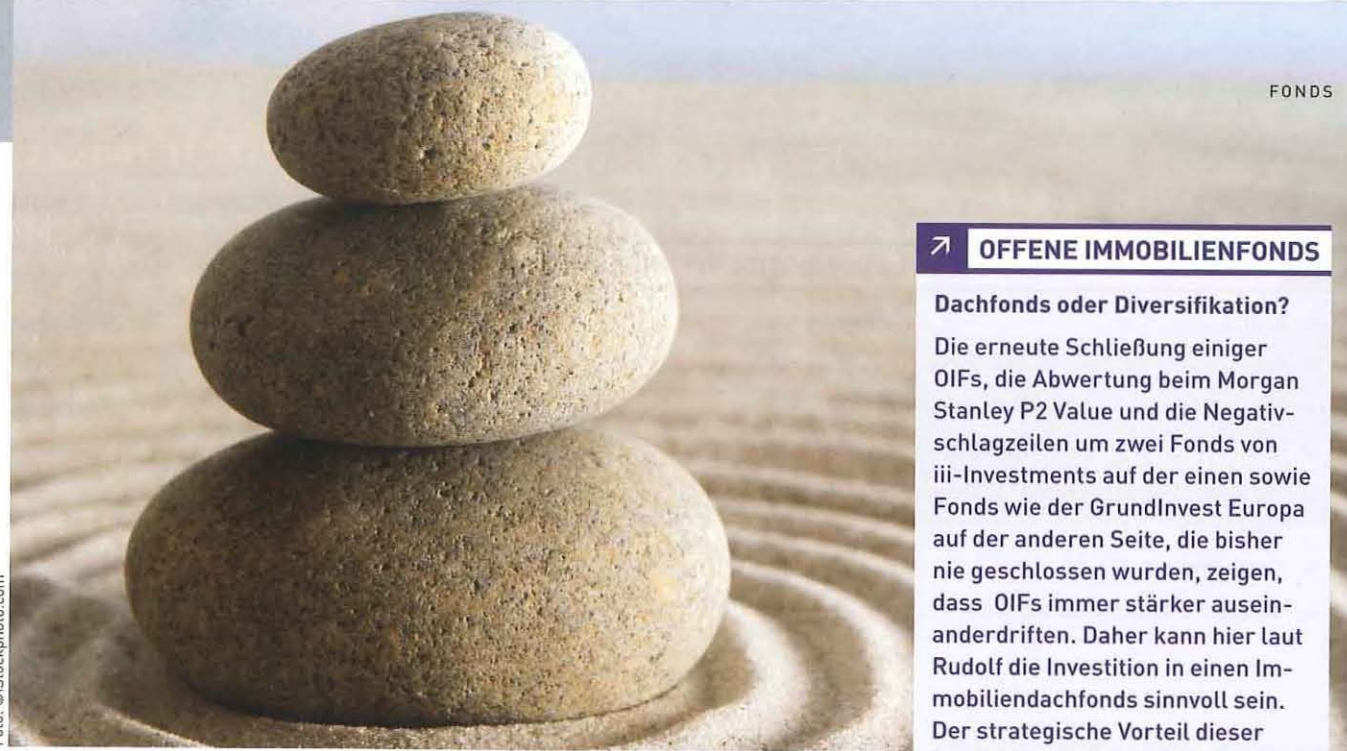 FONDS
OFFENE IMMOBILIENFONDS
Dachfonds oder Diversifikation?
Die erneute Schließung einiger
OIFs, die Abwertung beim Morgan
Stanley P2 Value und die Negativ-
schlagzeilen um zwei Fonds von
iii-Investments auf der einen sowie
Fonds wie der GrundInvest Europa
auf der anderen Seite, die bisher
nie geschlossen wurden, zeigen,
dass OIFs immer stärker ausein-
anderdriften. Daher kann hier laut
Rudolf die Investition in einen Im-
mobiliendachfonds sinnvoll sein.
Der strategische Vorteil dieser
©iStockphoto.com